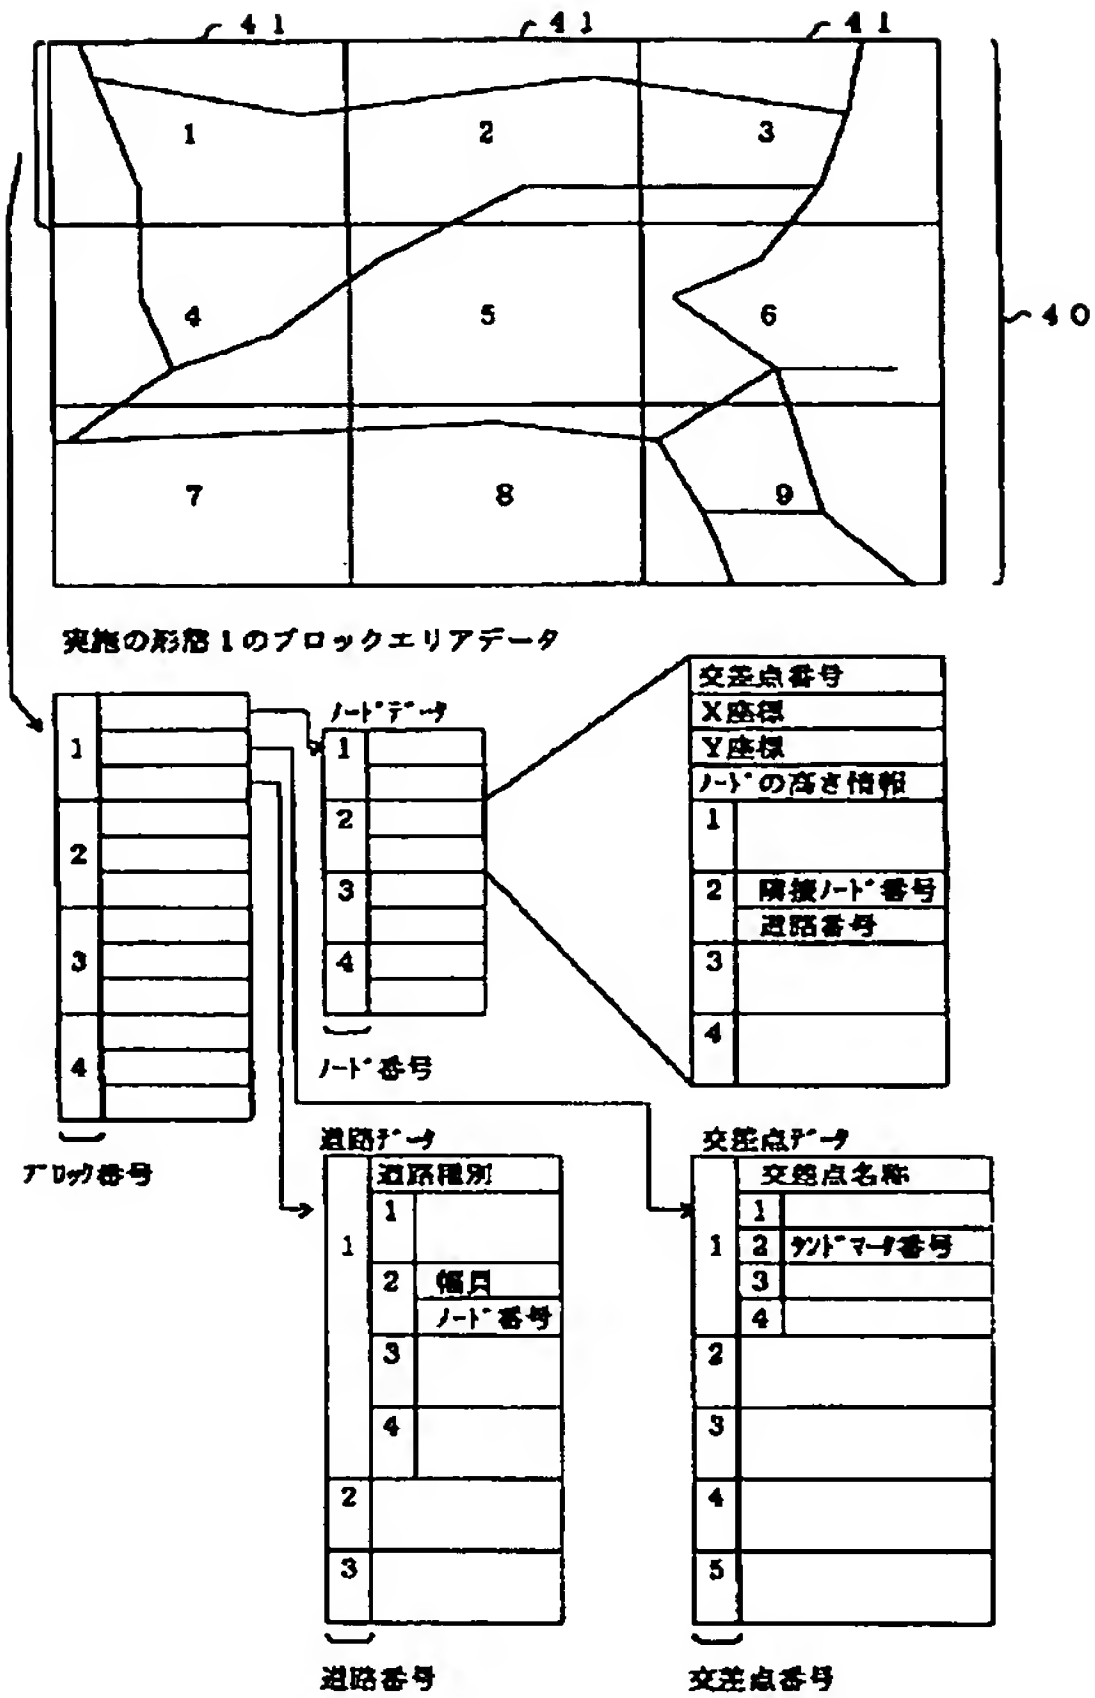 41 41 41
1 2 3
4 5 6
40
7 8 9
実施の形態1のブロックエリアデータ
1
2
3
4
ブロック番号
ノードデータ
1
2
3
4
ノード番号
交差点番号
X座標
Y座標
ノードの高さ情報
1
2 隣接ノード番号
道路番号
3
4
道路データ
1 道路種別
1
2 幅員
ノード番号
3
4
2
3
道路番号
交差点データ
1 交差点名称
1
2 ランドマーク番号
3
4
2
3
4
5
交差点番号